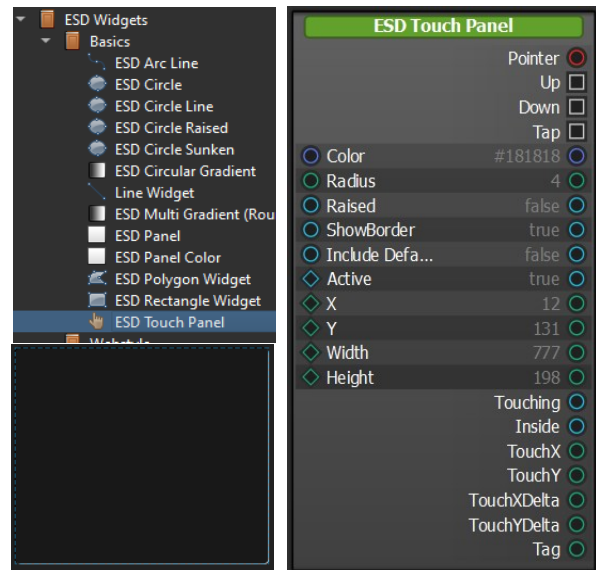 ESD Widgets
Basics
ESD Arc Line
ESD Circle
ESD Circle Line
ESD Circle Raised
ESD Circle Sunken
ESD Circular Gradient
Line Widget
ESD Multi Gradient (Rou
ESD Panel
ESD Panel Color
ESD Polygon Widget
ESD Rectangle Widget
ESD Touch Panel
ESD Touch Panel
Pointer
Up
Down
Tap
Color #181818
Radius 4
Raised false
ShowBorder true
Include Defa... false
Active true
X 12
Y 131
Width 777
Height 198
Touching
Inside
TouchX
TouchY
TouchXDelta
TouchYDelta
Tag